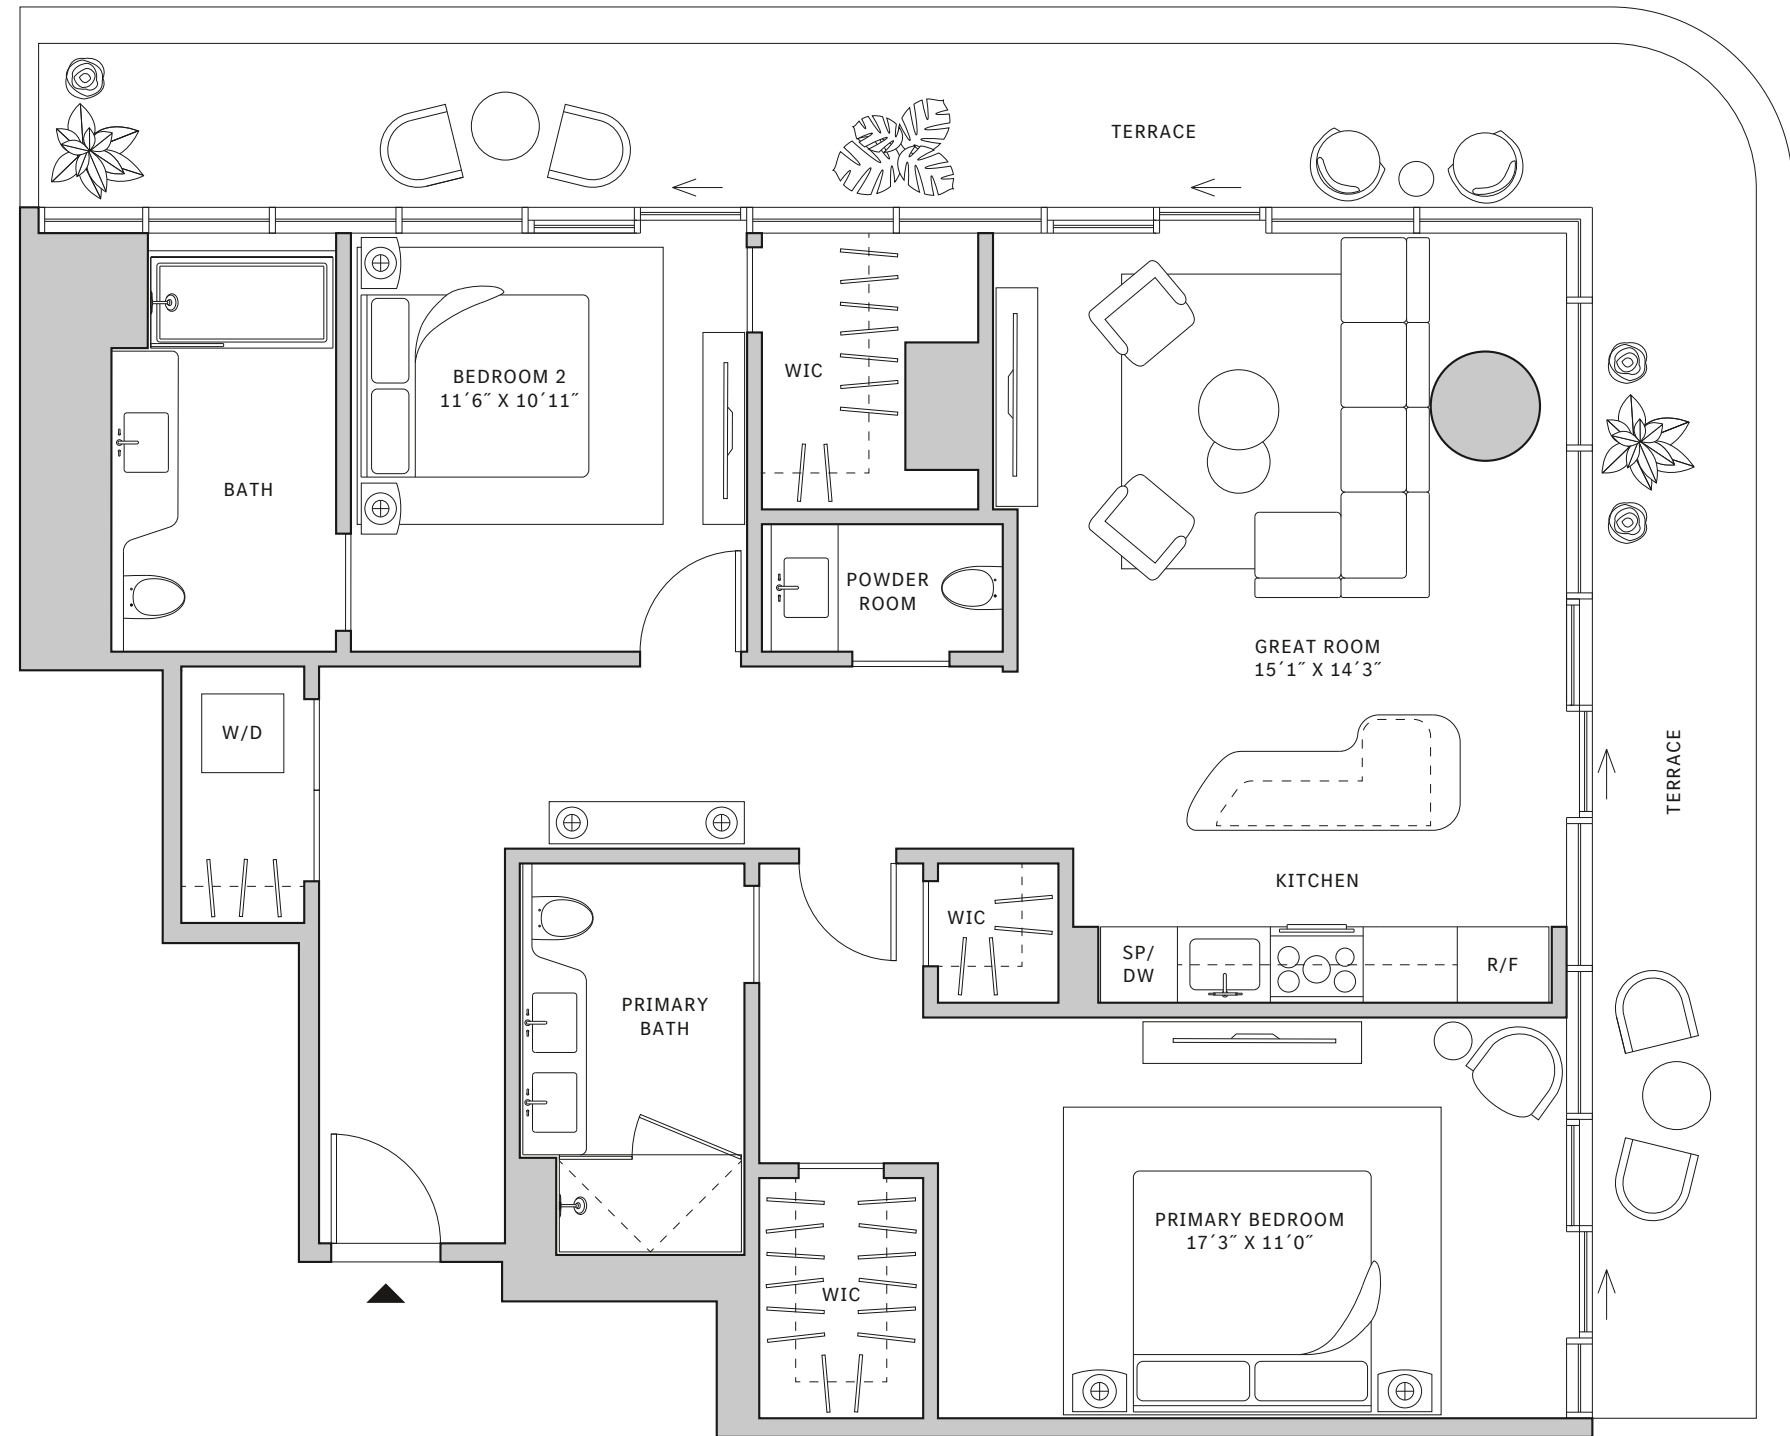 TERRACE
BEDROOM 2
11´6˝ X 10´11˝
WIC
BATH
POWDER
ROOM
GREAT ROOM
15´1˝ X 14´3˝
W/D
TERRACE
KITCHEN
WIC
SP/
DW
R/F
PRIMARY
BATH
PRIMARY BEDROOM
17´3˝ X 11´0˝
WIC